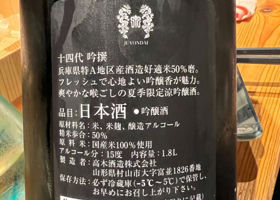 JUYONDAI
十四代 吟撰
兵庫県特A地区産酒造好適米50%磨。
フレッシュで心地よい吟醸香が魅力。
爽やかな喉ごしの夏季限定涼吟醸酒。
品目:日本酒 ●吟醸酒
原材料名:米、米麹、醸造アルコール
精米歩合:50%
原料米:国産米100%使用
アルコール分:15度 内容量:1.8L
製造者:高木酒造株式会社
山形県村山市大字富並1826番地
保存方法:必ず冷蔵庫(-5℃～5℃)で保存し、
お早めにお召し上がり下さい。